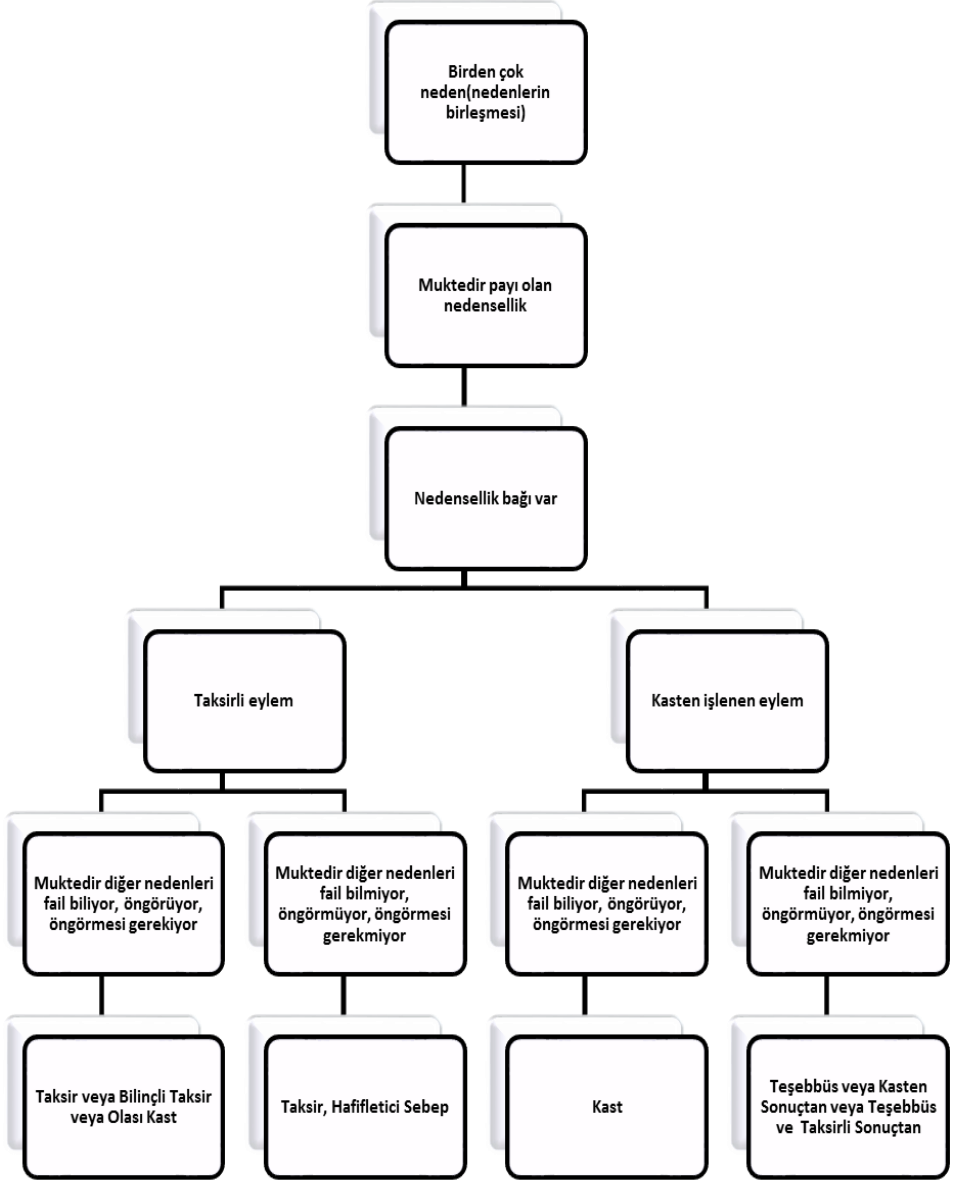 Birden çok
neden(nedenlerin
birleşmesi)
Muktedir payı olan
nedensellik
Nedensellik bağı var
Taksirli eylem
Kasten işlenen eylem
Muktedir diğer nedenleri
fail biliyor, öngörüyor,
öngörmesi gerekiyor
Muktedir diğer nedenleri
fail bilmiyor,
öngörmüyor, öngörmesi
gerekmiyor
Muktedir diğer nedenleri
fail biliyor, öngörüyor,
öngörmesi gerekiyor
Muktedir diğer nedenleri
fail bilmiyor,
öngörmüyor, öngörmesi
gerekmiyor
Taksir veya Bilinçli Taksir
veya Olası Kast
Taksir, Hafifletici Sebep
Kast
Teşebbüs veya Kasten
Sonuçtan veya Teşebbüs
ve Taksirli Sonuçtan